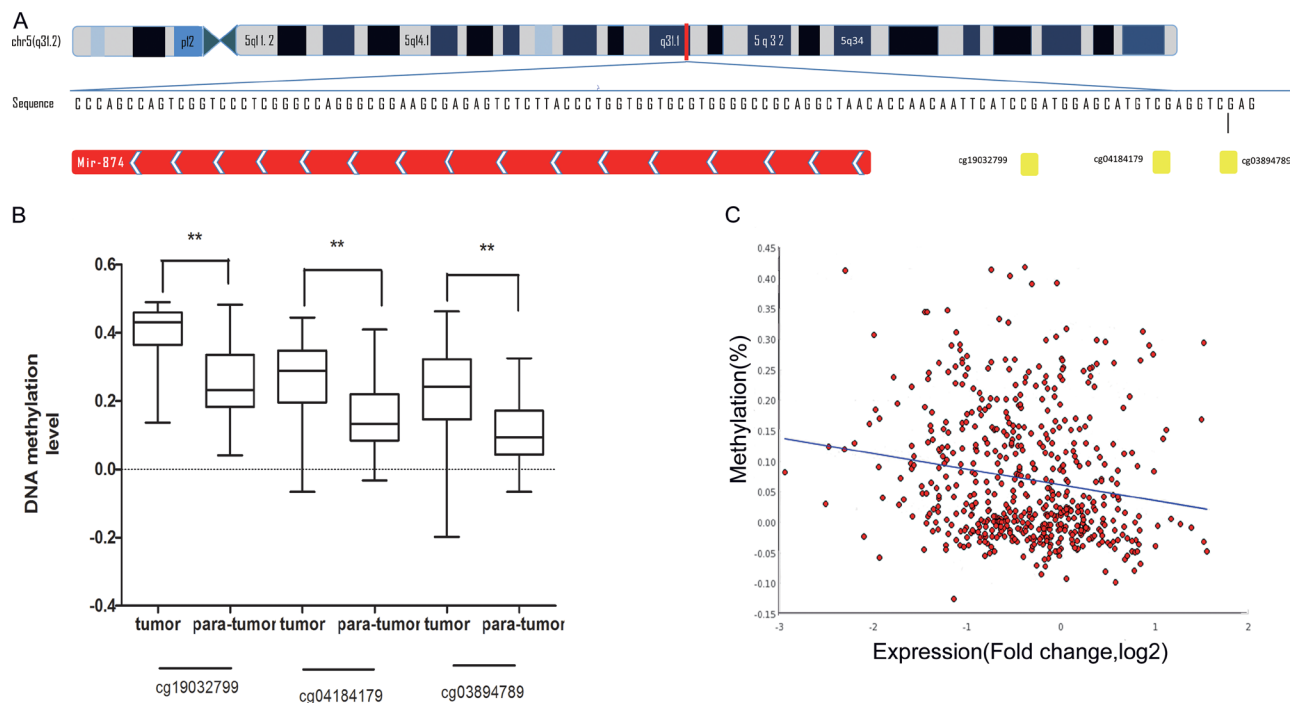 A
chr5(q31.2)
p12
5q11.2
5q14.1
q31.1
5q32
5q34
Sequence
CCCAGCCAGTCGGTCCCTCGGGCCAGGGCGGAAGCGAGAGTCTCTTACCCTGGTGGTGCGTGGGGCCGCAGGCTAACACCAACAATTCATCCGATGGAGCATGTCGAGGTCGAG
Mir-874
cg19032799
cg04184179
cg03894789
B
DNA methylation
level
0.6
0.4
0.2
0.0
-0.2
-0.4
**
**
**
tumor para-tumor tumor para-tumor tumor para-tumor
cg19032799
cg04184179
cg03894789
C
Methylation(%)
0.45
0.40
0.35
0.30
0.25
0.20
0.15
0.10
0.05
0.00
-0.05
-0.10
-0.15
-3 -2 -1 0 1 2
Expression(Fold change,log2)